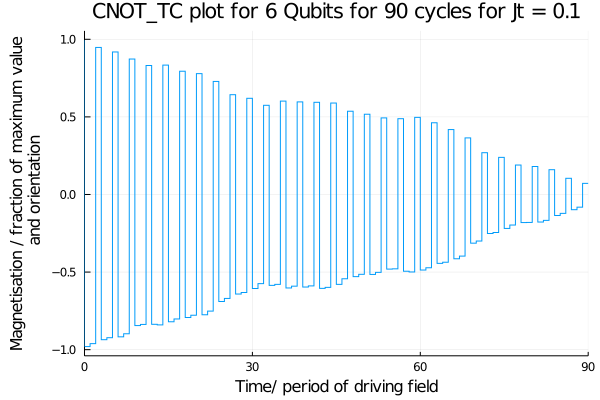 CNOT_TC plot for 6 Qubits for 90 cycles for Jt = 0.1
Magnetisation / fraction of maximum value
and orientation
1.0
0.5
0.0
−0.5
−1.0
0
30
60
90
Time/ period of driving field